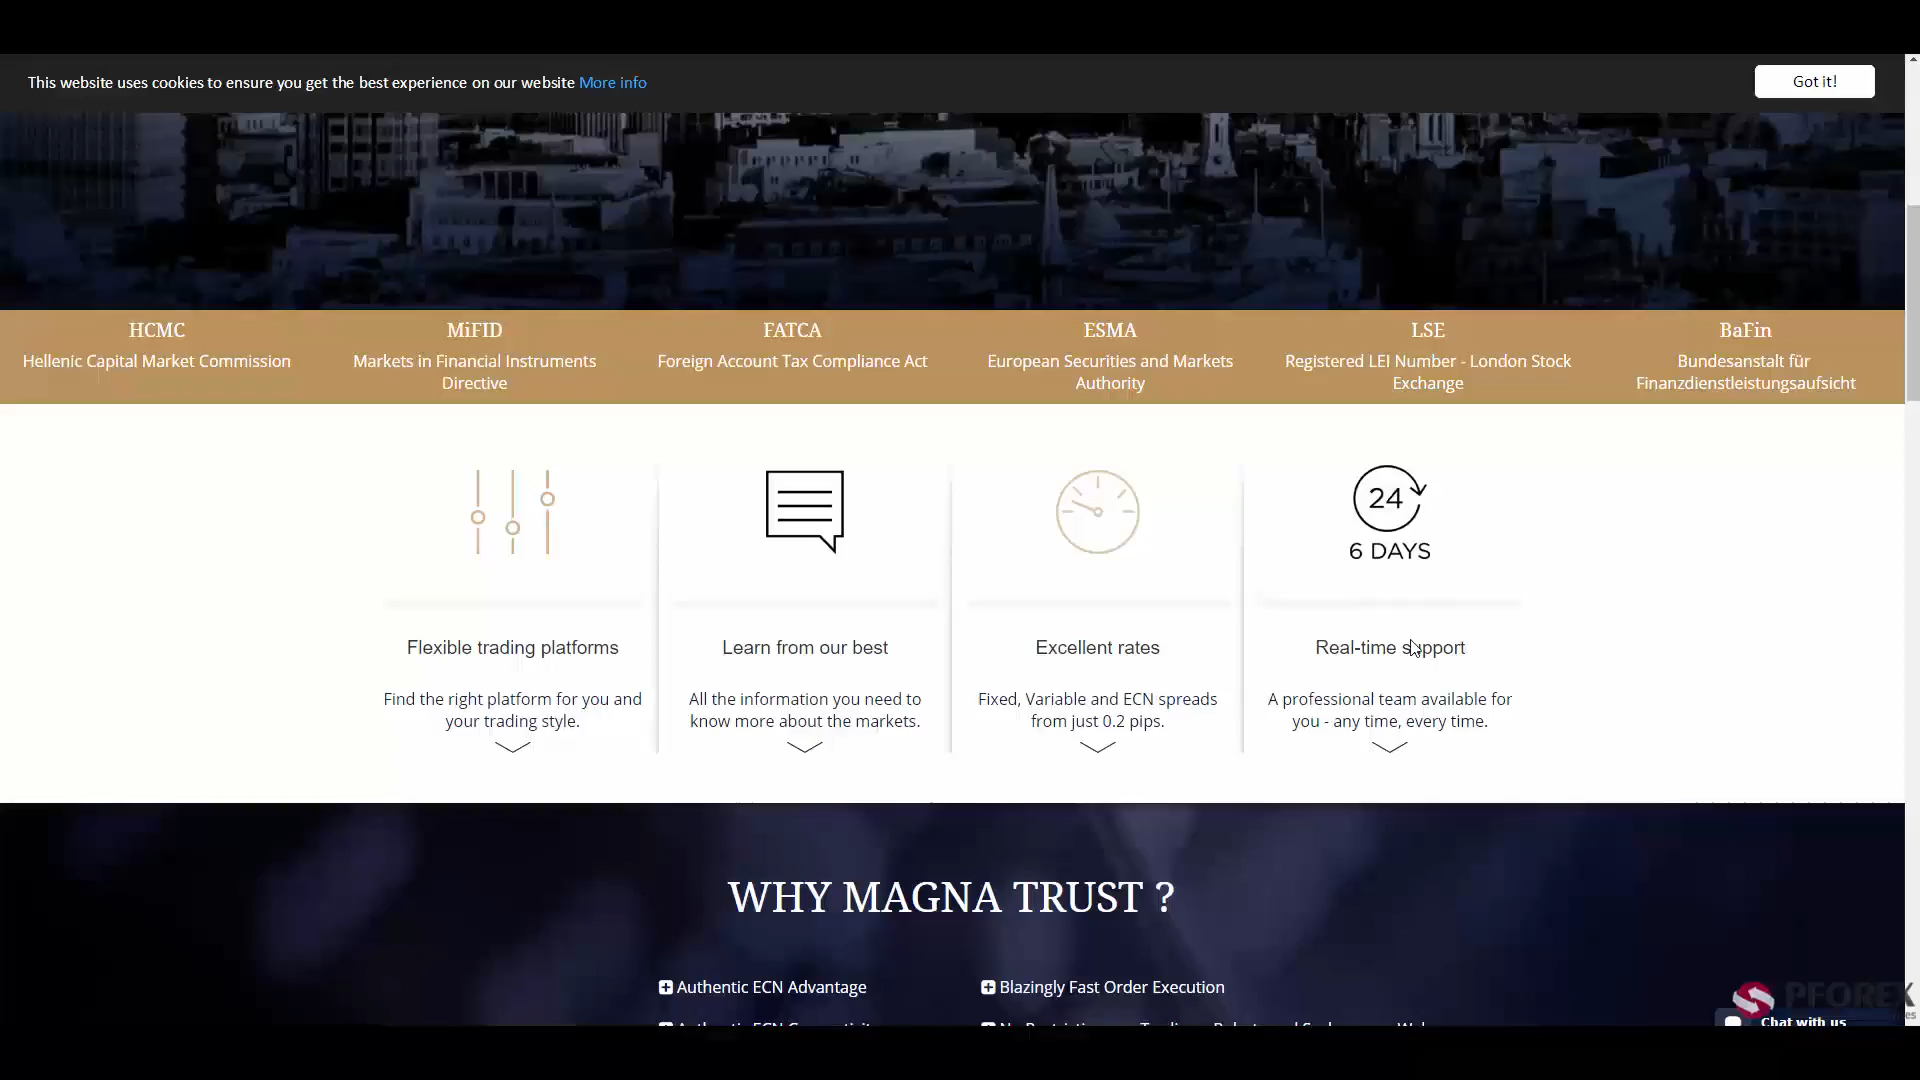 This website uses cookies to ensure you get the best experience on our website More info
Got it!
HCMC
Hellenic Capital Market Commission
MiFID
Markets in Financial Instruments
Directive
FATCA
Foreign Account Tax Compliance Act
ESMA
European Securities and Markets
Authority
LSE
Registered LEI Number - London Stock
Exchange
BaFin
Bundesanstalt für
Finanzdienstleistungsaufsicht
24
6 DAYS
Flexible trading platforms
Find the right platform for you and
your trading style.
Learn from our best
All the information you need to
know more about the markets.
Excellent rates
Fixed, Variable and ECN spreads
from just 0.2 pips.
Real-time support
A professional team available for
you - any time, every time.
WHY MAGNA TRUST ?
Authentic ECN Advantage
Blazingly Fast Order Execution
PFOREX
Chat with us